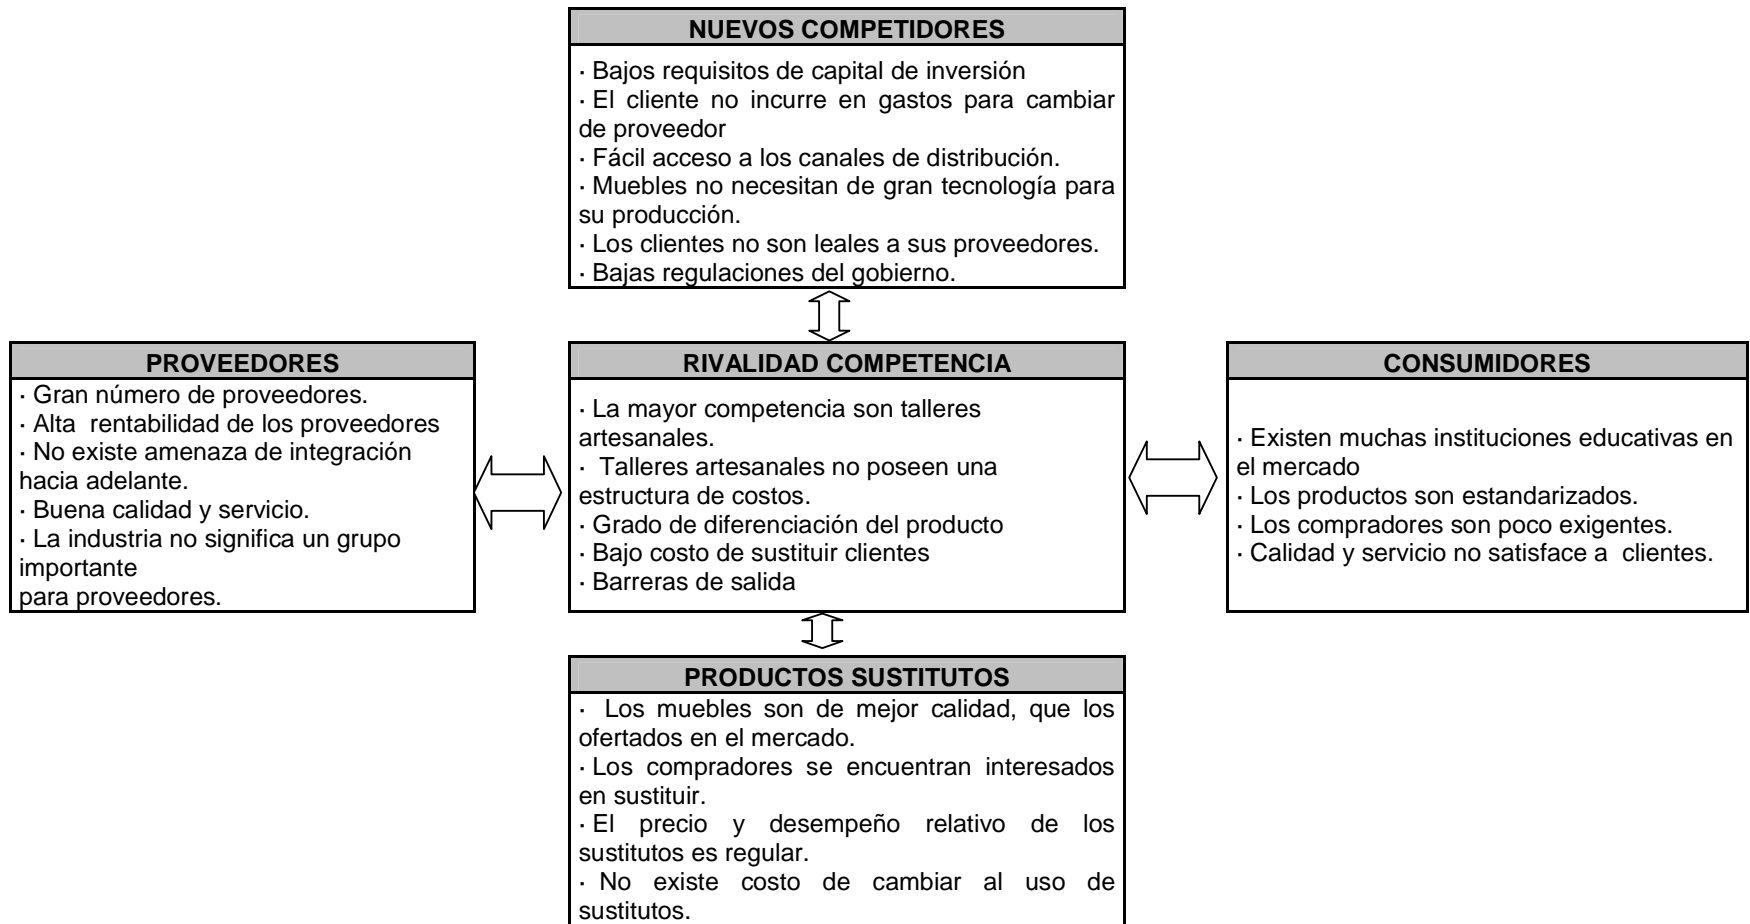 NUEVOS COMPETIDORES
· Bajos requisitos de capital de inversión
· El cliente no incurre en gastos para cambiar
de proveedor
· Fácil acceso a los canales de distribución.
· Muebles no necesitan de gran tecnología para
su producción.
· Los clientes no son leales a sus proveedores.
· Bajas regulaciones del gobierno.
PROVEEDORES
· Gran número de proveedores.
· Alta rentabilidad de los proveedores
· No existe amenaza de integración
hacia adelante.
· Buena calidad y servicio.
· La industria no significa un grupo
importante
para proveedores.
RIVALIDAD COMPETENCIA
· La mayor competencia son talleres
artesanales.
· Talleres artesanales no poseen una
estructura de costos.
· Grado de diferenciación del producto
· Bajo costo de sustituir clientes
· Barreras de salida
CONSUMIDORES
· Existen muchas instituciones educativas en
el mercado
· Los productos son estandarizados.
· Los compradores son poco exigentes.
· Calidad y servicio no satisface a clientes.
PRODUCTOS SUSTITUTOS
· Los muebles son de mejor calidad, que los
ofertados en el mercado.
· Los compradores se encuentran interesados
en sustituir.
· El precio y desempeño relativo de los
sustitutos es regular.
· No existe costo de cambiar al uso de
sustitutos.